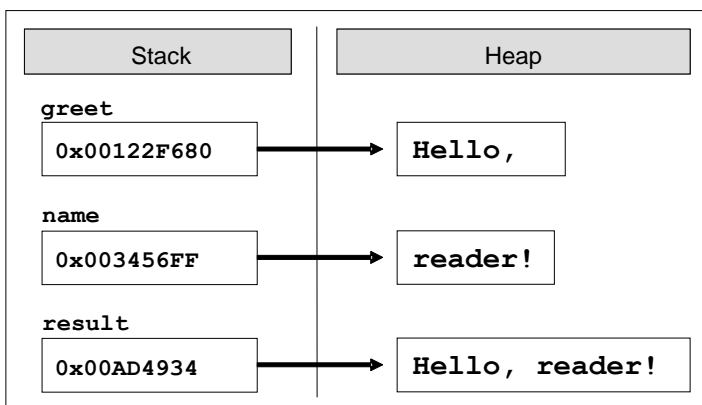 Stack Heap
greet
0x00122F680 Hello,
name
0x003456FF reader!
result
0x00AD4934 Hello, reader!